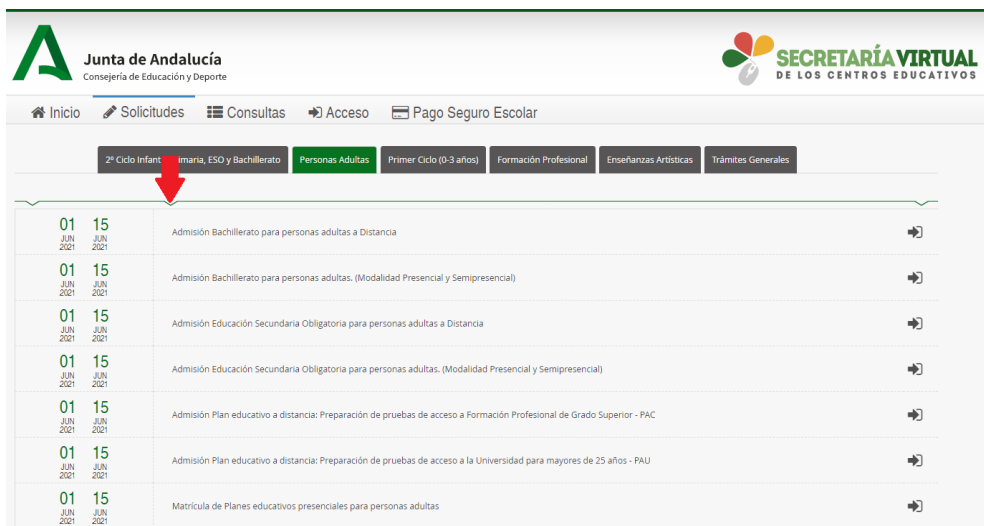 Junta de Andalucía
Consejería de Educación y Deporte
SECRETARÍA VIRTUAL
DE LOS CENTROS EDUCATIVOS
Inicio Solicitudes Consultas Acceso Pago Seguro Escolar
2º Ciclo Infant maria, ESO y Bachillerato Personas Adultas Primer Ciclo (0-3 años) Formación Profesional Enseñanzas Artísticas Trámites Generales
01 15
JUN JUN
2021 2021
Admisión Bachillerato para personas adultas a Distancia
01 15
JUN JUN
2021 2021
Admisión Bachillerato para personas adultas. (Modalidad Presencial y Semipresencial)
01 15
JUN JUN
2021 2021
Admisión Educación Secundaria Obligatoria para personas adultas a Distancia
01 15
JUN JUN
2021 2021
Admisión Educación Secundaria Obligatoria para personas adultas. (Modalidad Presencial y Semipresencial)
01 15
JUN JUN
2021 2021
Admisión Plan educativo a distancia: Preparación de pruebas de acceso a Formación Profesional de Grado Superior - PAC
01 15
JUN JUN
2021 2021
Admisión Plan educativo a distancia: Preparación de pruebas de acceso a la Universidad para mayores de 25 años - PAU
01 15
JUN JUN
2021 2021
Matrícula de Planes educativos presenciales para personas adultas